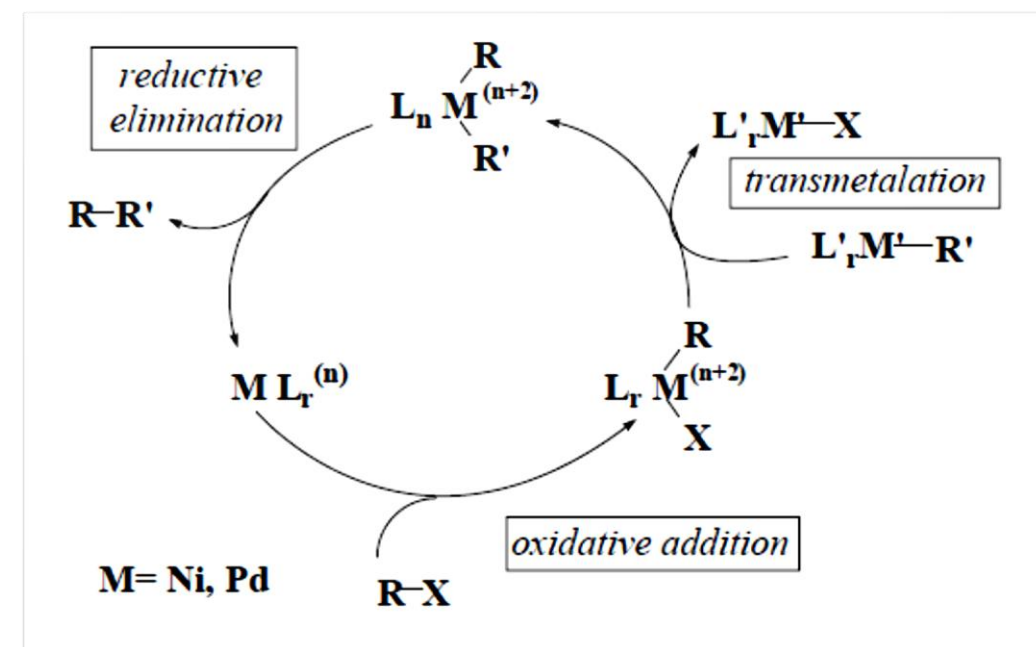 reductive
elimination
R
Lₙ M⁽ⁿ⁺²⁾
R'
L'ᵣM'—X
transmetalation
R–R'
L'ᵣM'—R'
R
M Lᵣ⁽ⁿ⁾
Lᵣ M⁽ⁿ⁺²⁾
X
oxidative addition
M= Ni, Pd
R–X